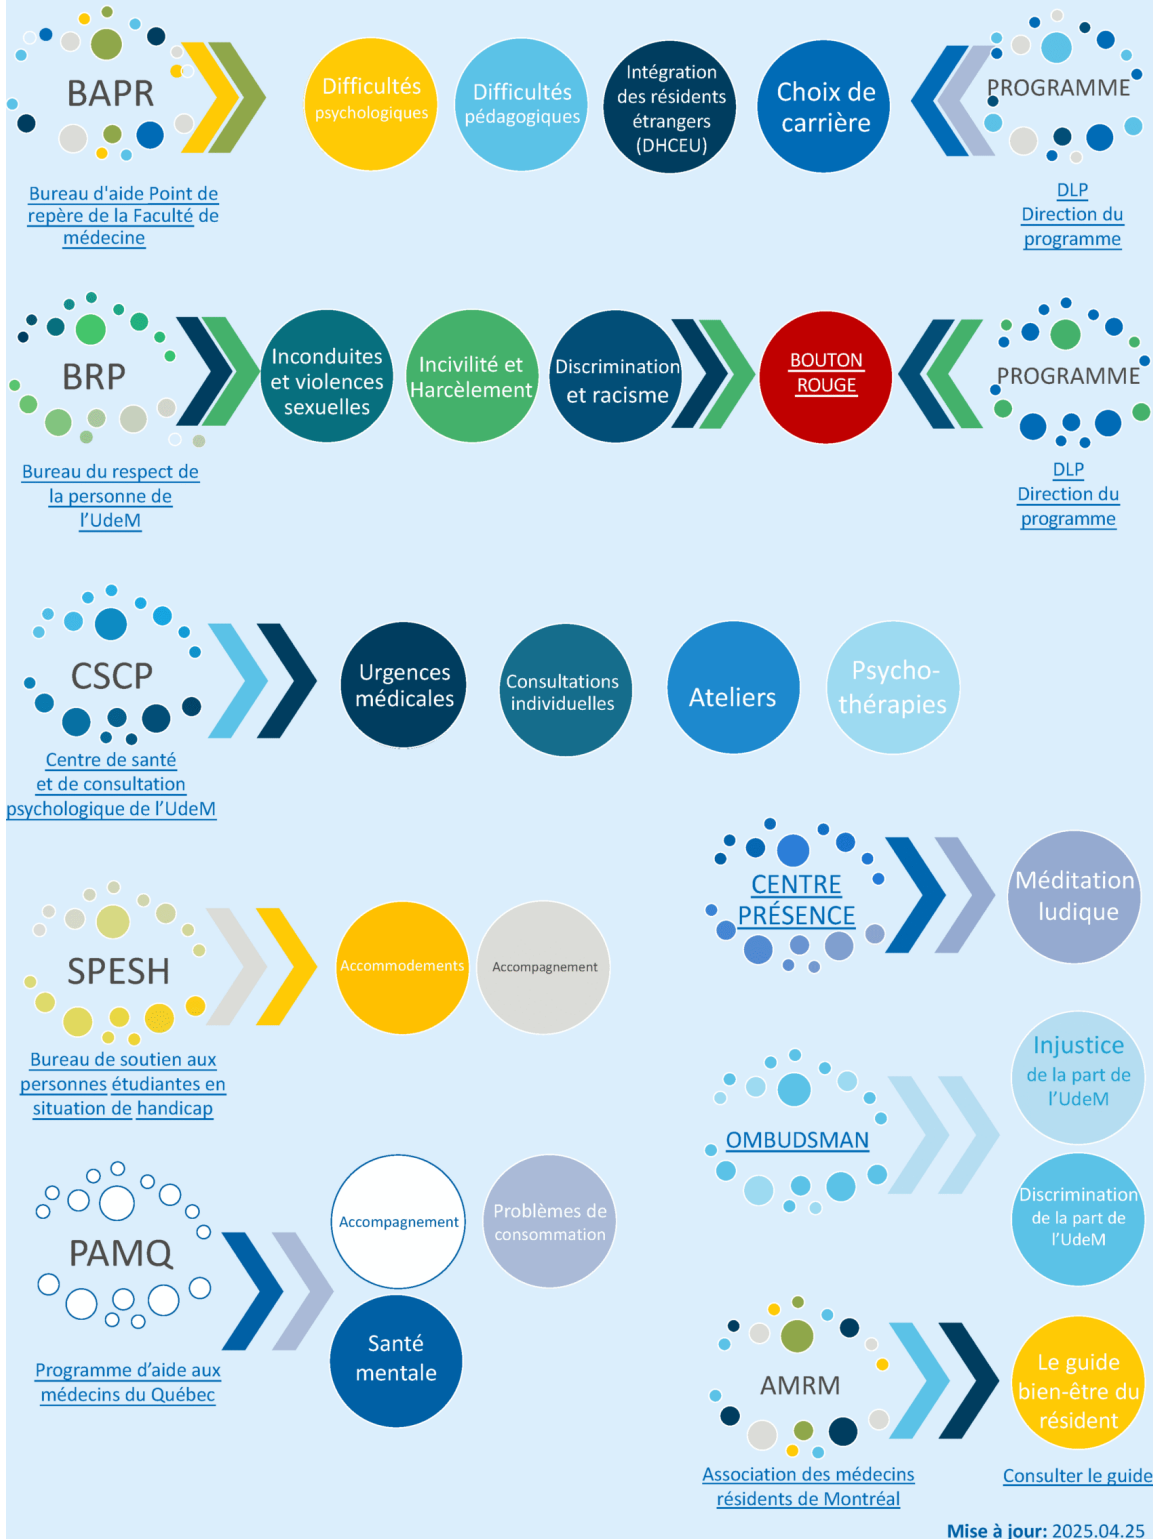 BAPR
Bureau d'aide Point de
repère de la Faculté de
médecine
Difficultés
psychologiques
Difficultés
pédagogiques
Intégration
des résidents
étrangers
(DHCEU)
Choix de
carrière
PROGRAMME
DLP
Direction du
programme
BRP
Bureau du respect de
la personne de
l’UdeM
Inconduites
et violences
sexuelles
Incivilité et
Harcèlement
Discrimination
et racisme
BOUTON
ROUGE
PROGRAMME
DLP
Direction du
programme
CSCP
Centre de santé
et de consultation
psychologique de l’UdeM
Urgences
médicales
Consultations
individuelles
Ateliers
Psycho-
thérapies
CENTRE
PRÉSENCE
Méditation
ludique
SPESH
Bureau de soutien aux
personnes étudiantes en
situation de handicap
Accommodements
Accompagnement
OMBUDSMAN
Injustice
de la part de
l’UdeM
Discrimination
de la part de
l’UdeM
PAMQ
Programme d’aide aux
médecins du Québec
Accompagnement
Problèmes de
consommation
Santé
mentale
AMRM
Association des médecins
résidents de Montréal
Le guide
bien-être du
résident
Consulter le guide
Mise à jour: 2025.04.25